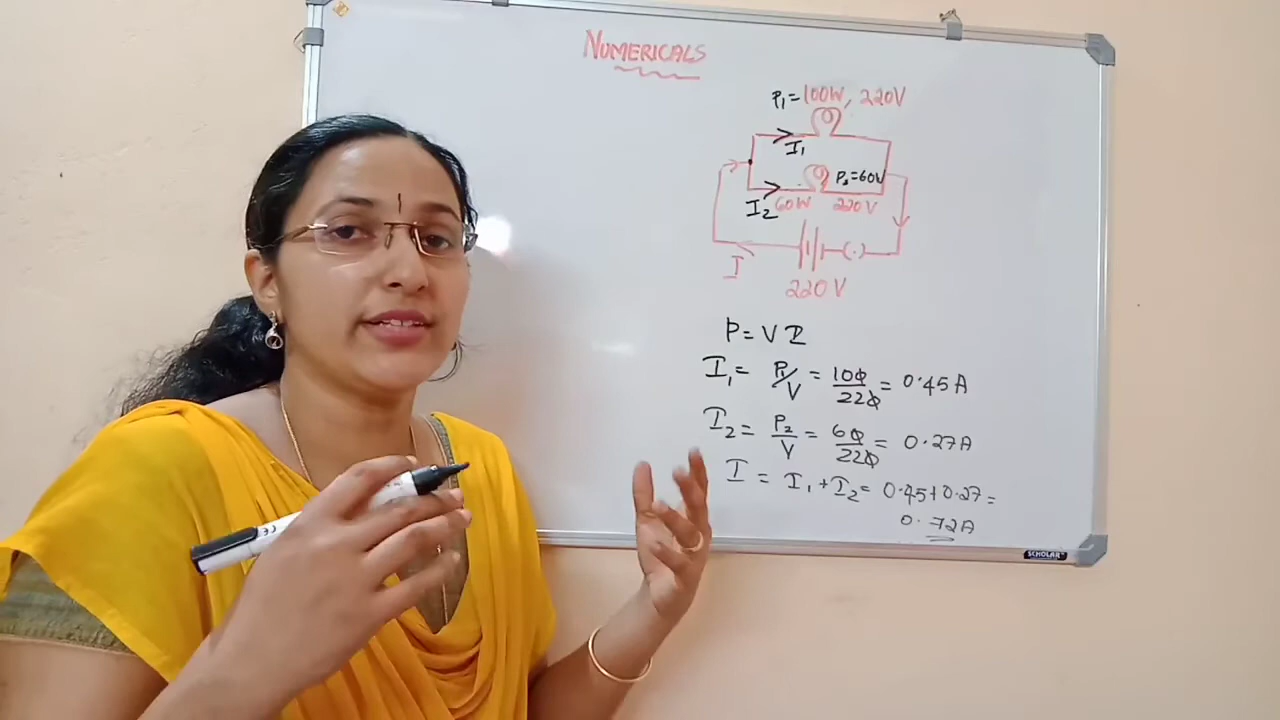 NUMERICALS
P₁ = 100W, 220V
I₁
P₂ = 60W
60W 220V
I₂
I
220V
P = VI
I₁ = P₁/V = 100/220 = 0.45A
I₂ = P₂/V = 60/220 = 0.27A
I = I₁ + I₂ = 0.45 + 0.27 =
0.72A
SCHOLAR